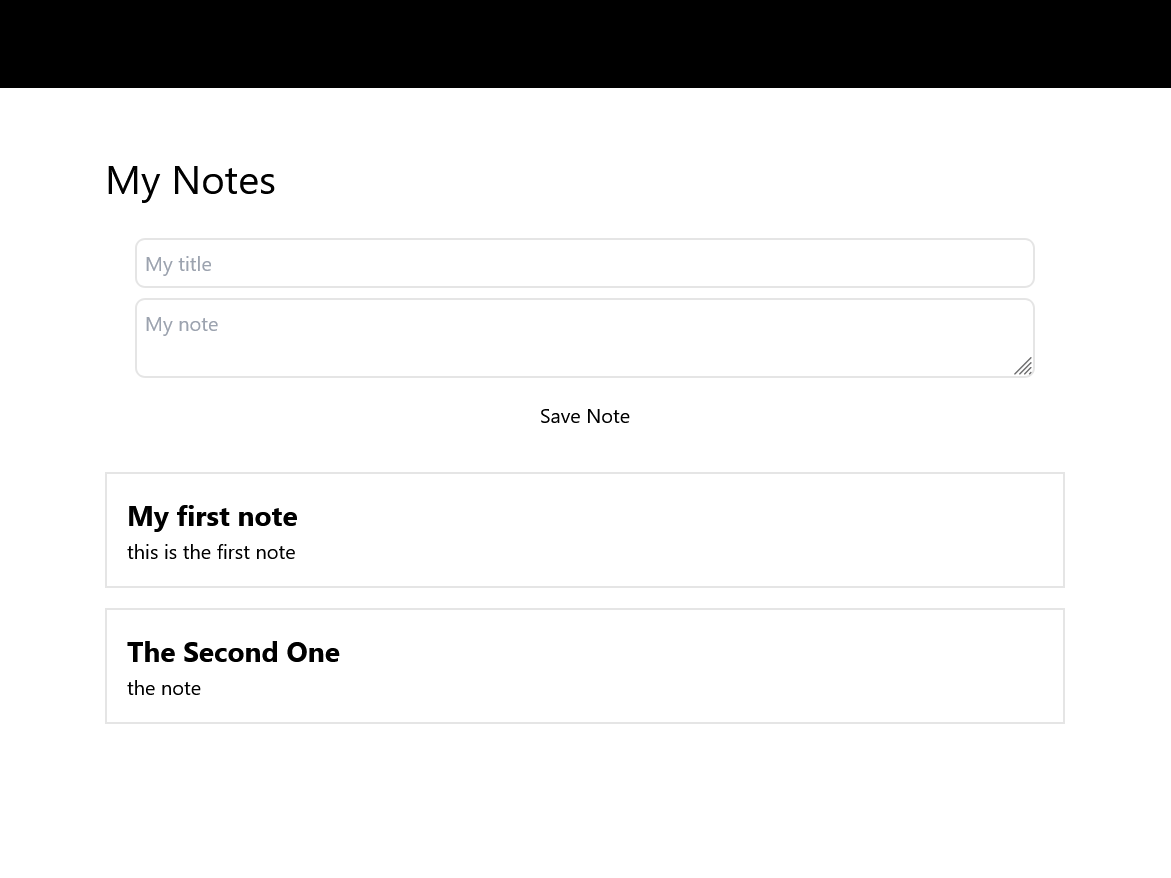 My Notes
My title
My note
Save Note
My first note
this is the first note
The Second One
the note